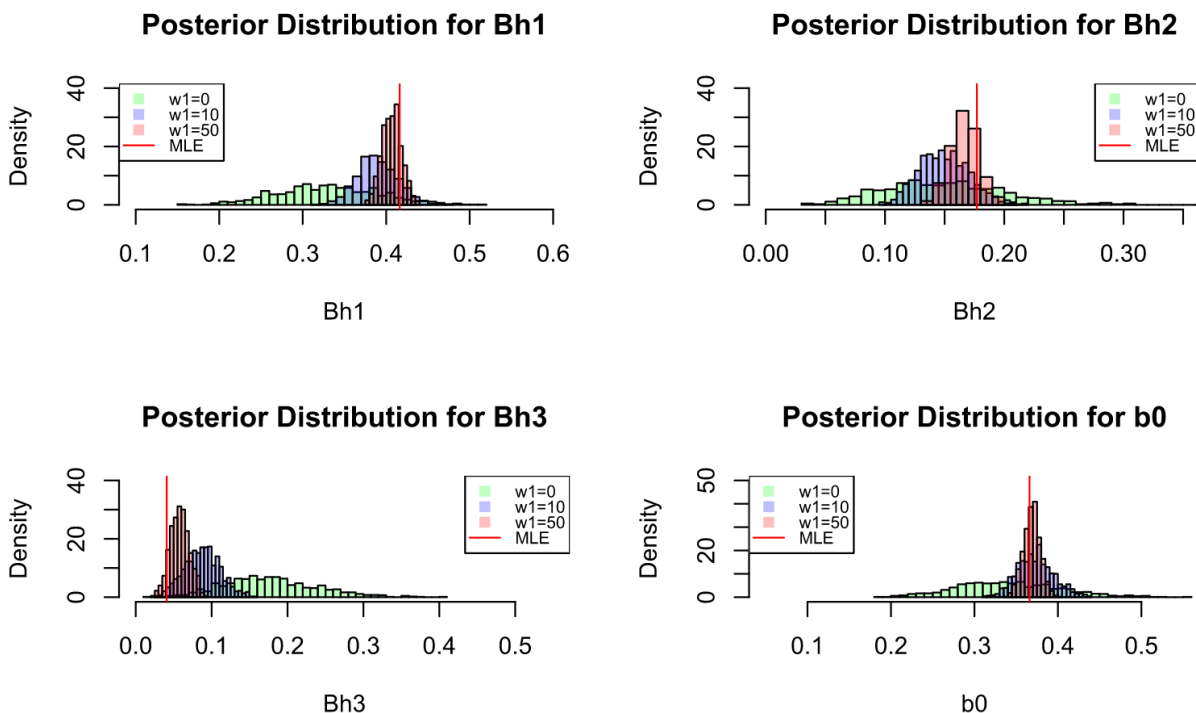 Posterior Distribution for Bh1
Density
0 20 40
w1=0
w1=10
w1=50
MLE
0.1 0.2 0.3 0.4 0.5 0.6
Bh1
Posterior Distribution for Bh2
Density
0 20 40
w1=0
w1=10
w1=50
MLE
0.00 0.10 0.20 0.30
Bh2
Posterior Distribution for Bh3
Density
0 20 40
w1=0
w1=10
w1=50
MLE
0.0 0.1 0.2 0.3 0.4 0.5
Bh3
Posterior Distribution for b0
Density
0 20 50
w1=0
w1=10
w1=50
MLE
0.1 0.2 0.3 0.4 0.5
b0